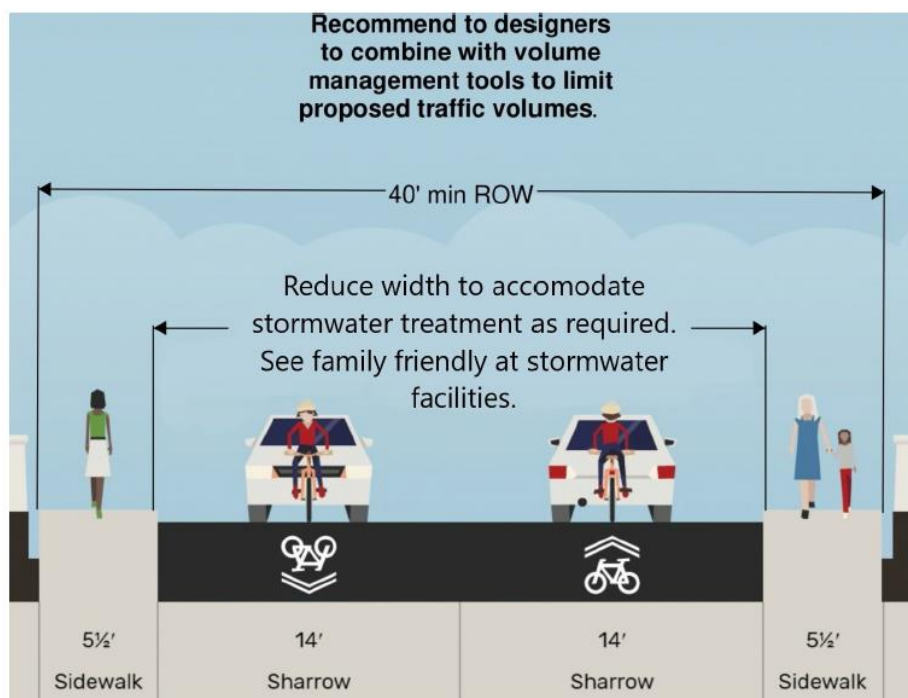 Recommend to designers
to combine with volume
management tools to limit
proposed traffic volumes.
40' min ROW
Reduce width to accomodate
stormwater treatment as required.
See family friendly at stormwater
facilities.
5½′ 14′ 14′ 5½′
Sidewalk Sharrow Sharrow Sidewalk